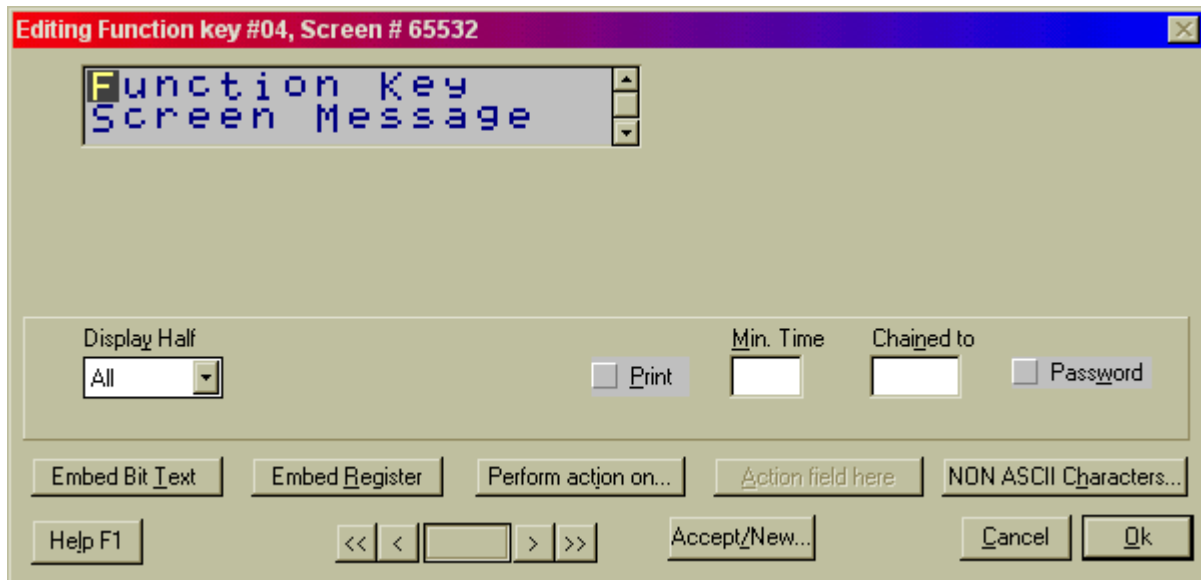 Editing Function key #04, Screen # 65532
Function Key
Screen Message
Display Half
Min. Time
Chained to
All
Print
Password
Embed Bit Text
Embed Register
Perform action on...
Action field here
NON ASCII Characters...
Help F1
<<
<
>
>>
Accept/New...
Cancel
Ok